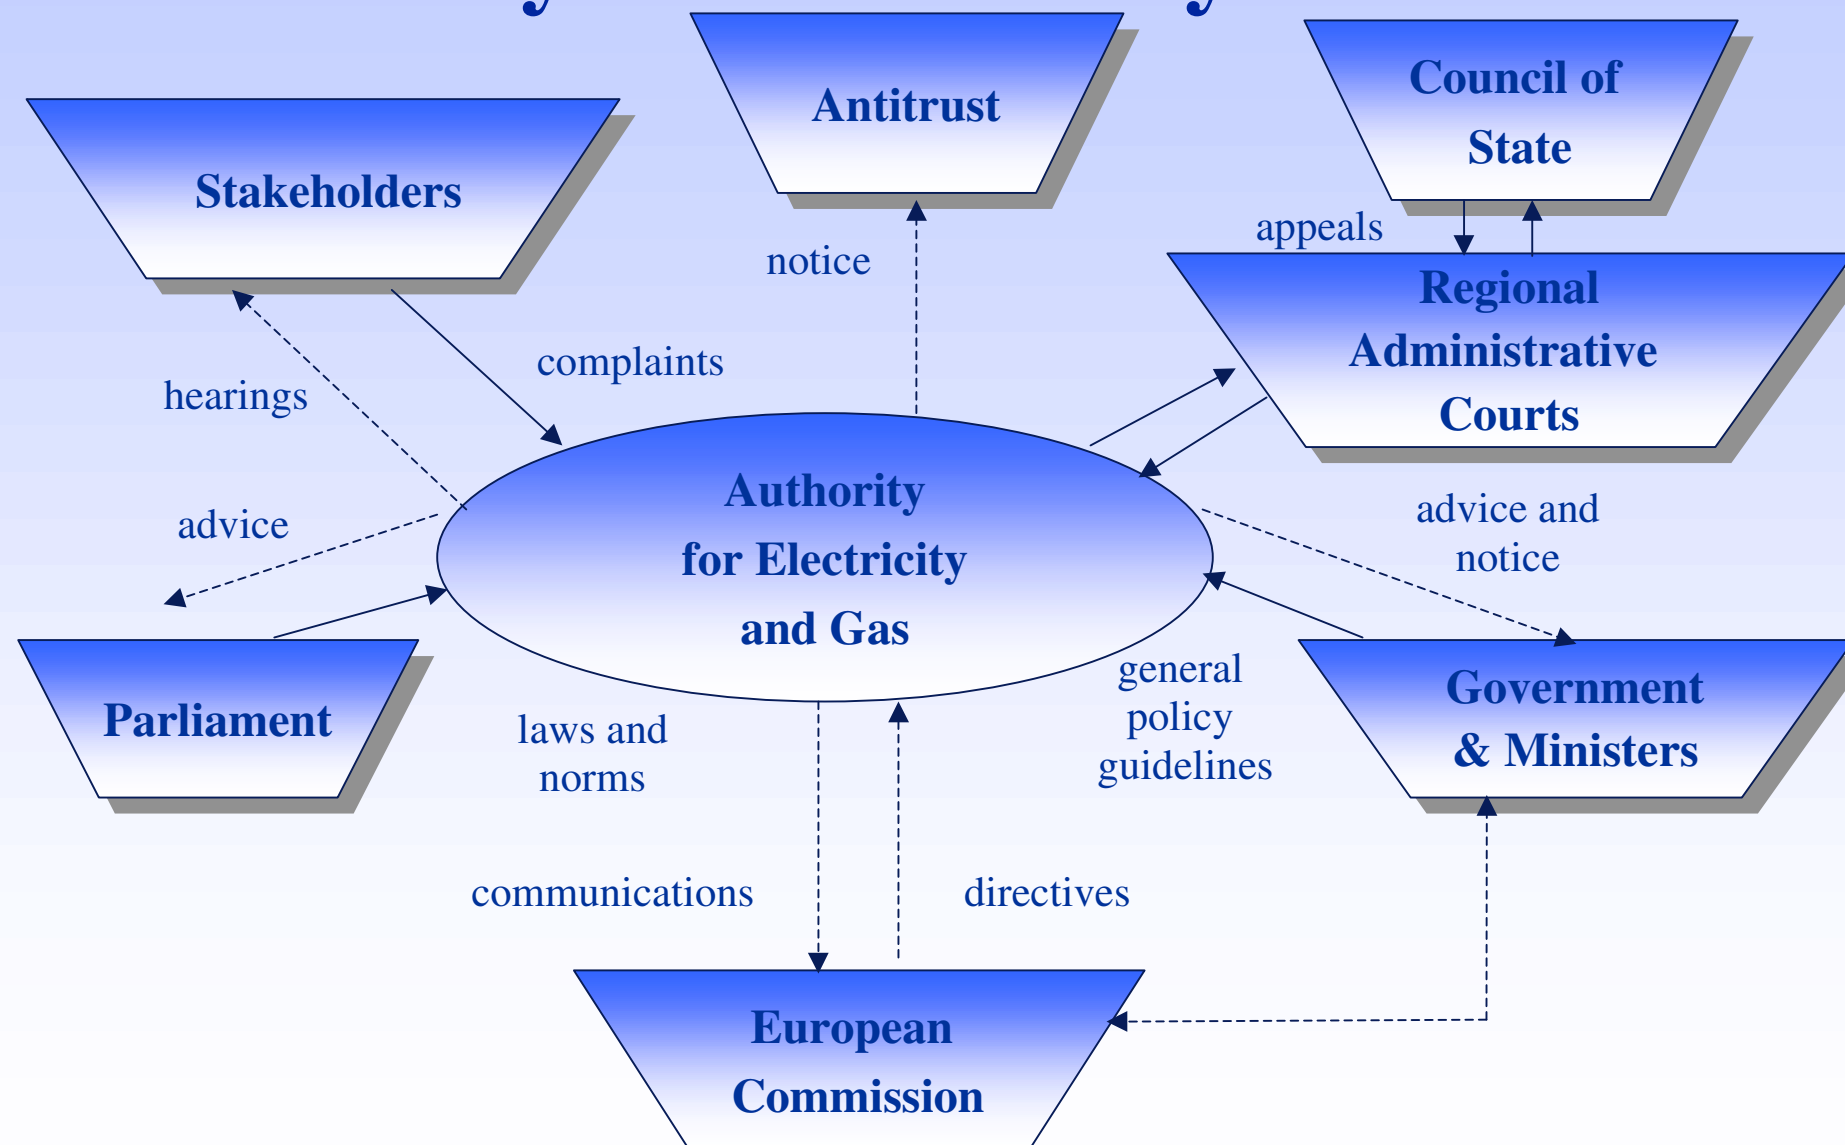 Antitrust
Council of
State
Stakeholders
appeals
notice
Regional
Administrative
Courts
complaints
hearings
Authority
for Electricity
and Gas
advice
advice and
notice
Parliament
laws and
norms
general
policy
guidelines
Government
& Ministers
communications
directives
European
Commission